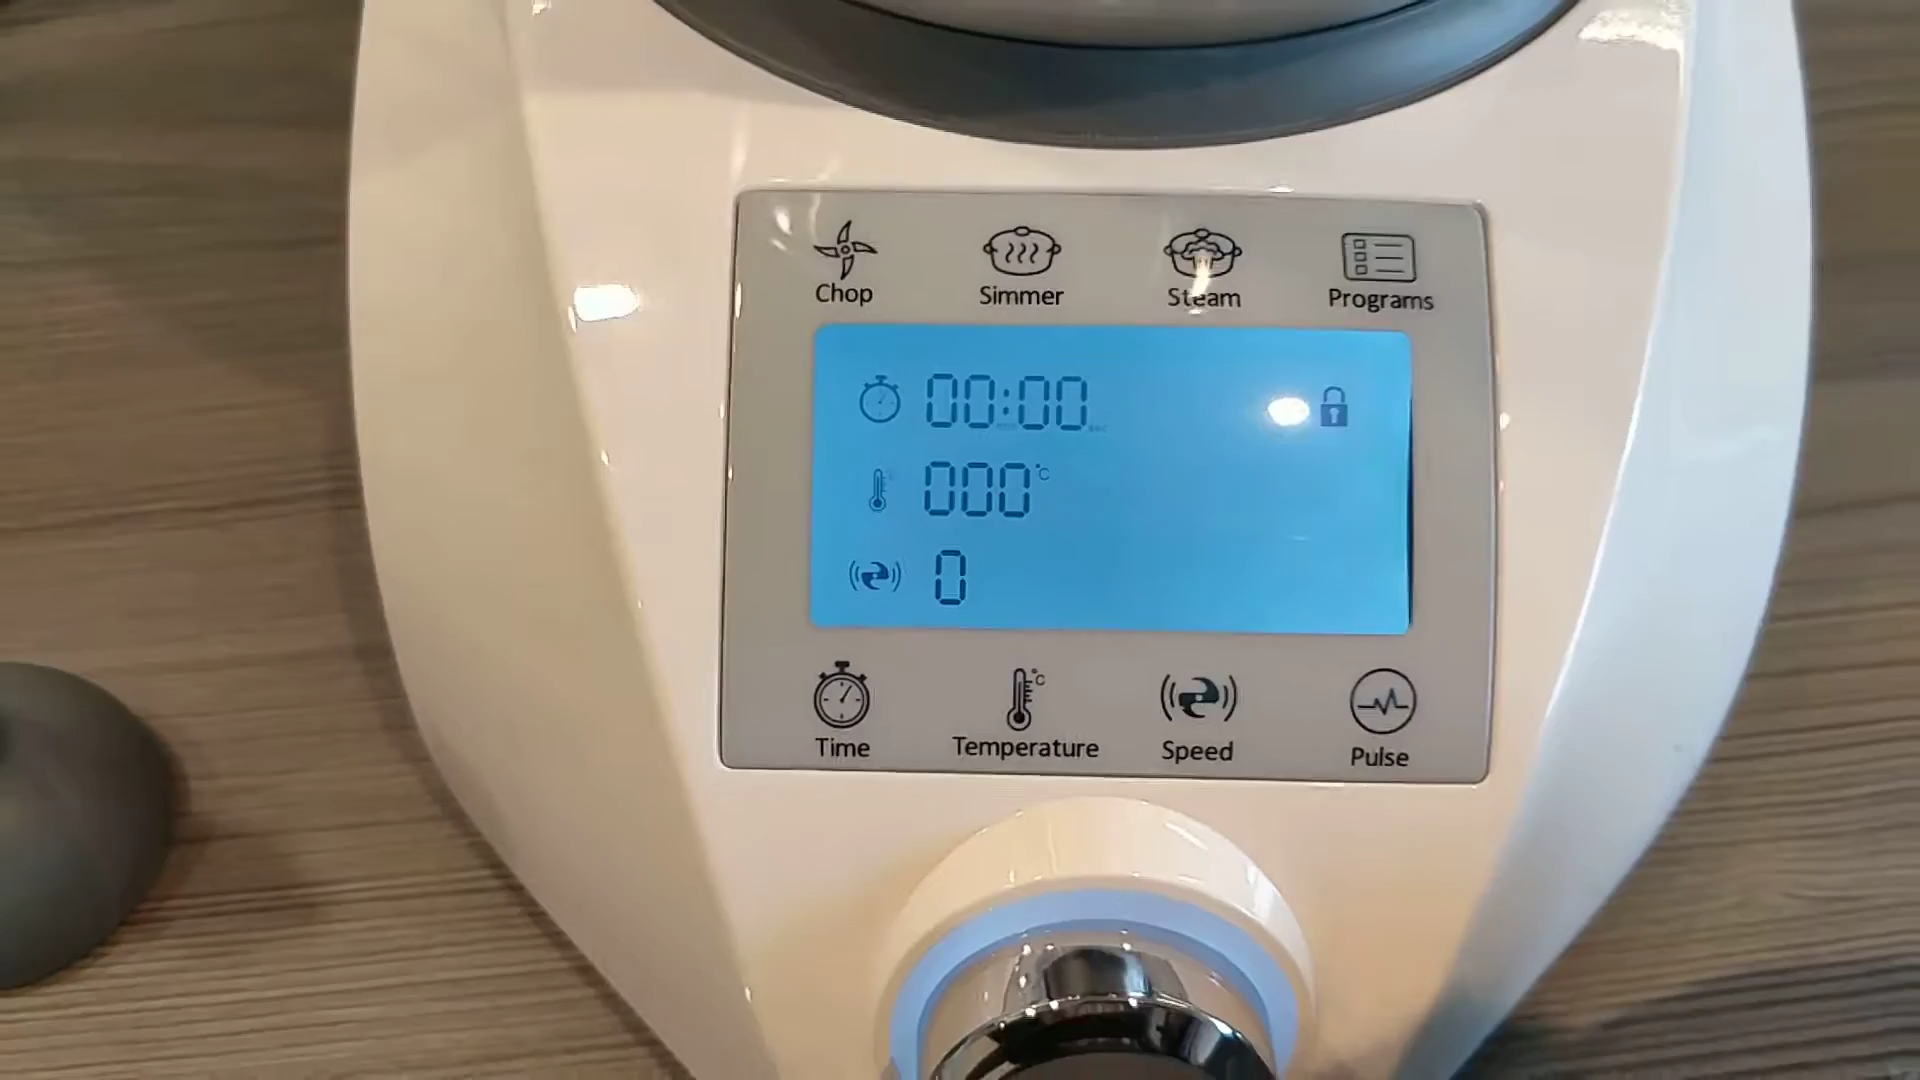 Chop Simmer Steam Programs
00:00
000°C
0
°C
Time Temperature Speed Pulse